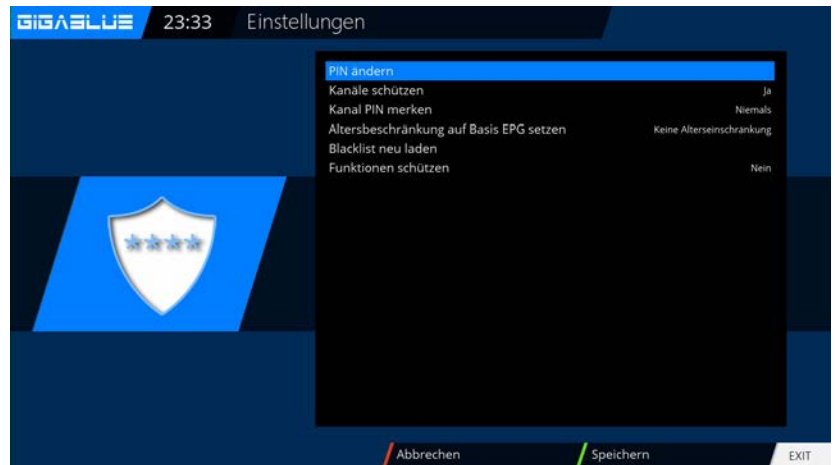 GIGABLUE 23:33 Einstellungen
PIN ändern
Kanäle schützen Ja
Kanal PIN merken Niemals
Altersbeschränkung auf Basis EPG setzen Keine Alterseinschränkung
Blacklist neu laden
Funktionen schützen Nein
Abbrechen Speichern EXIT